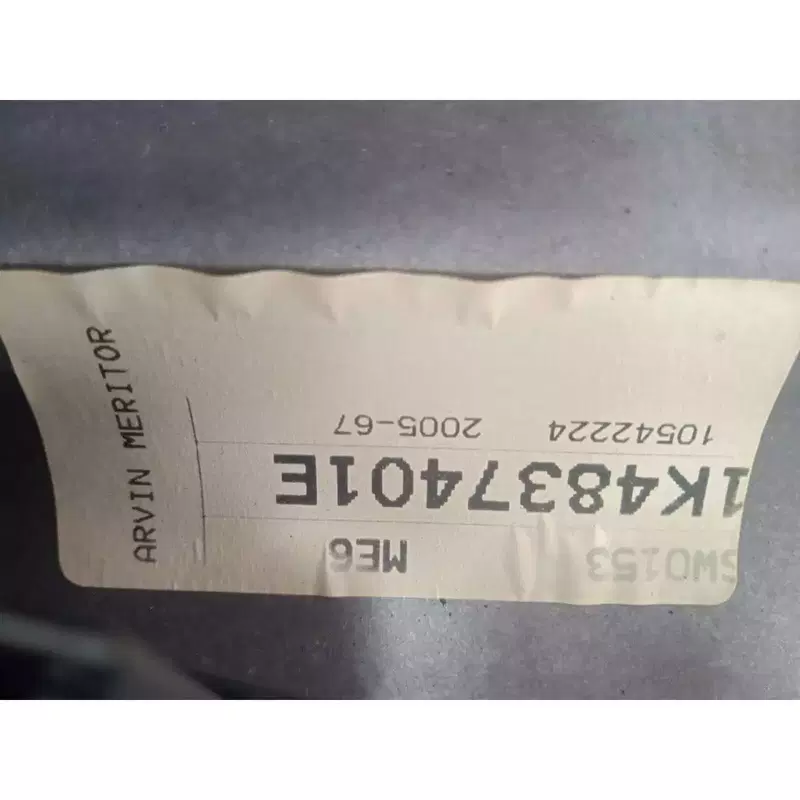 SW0153 ME6
1K4837401E
10542224 2005-67
ARVIN MERITOR